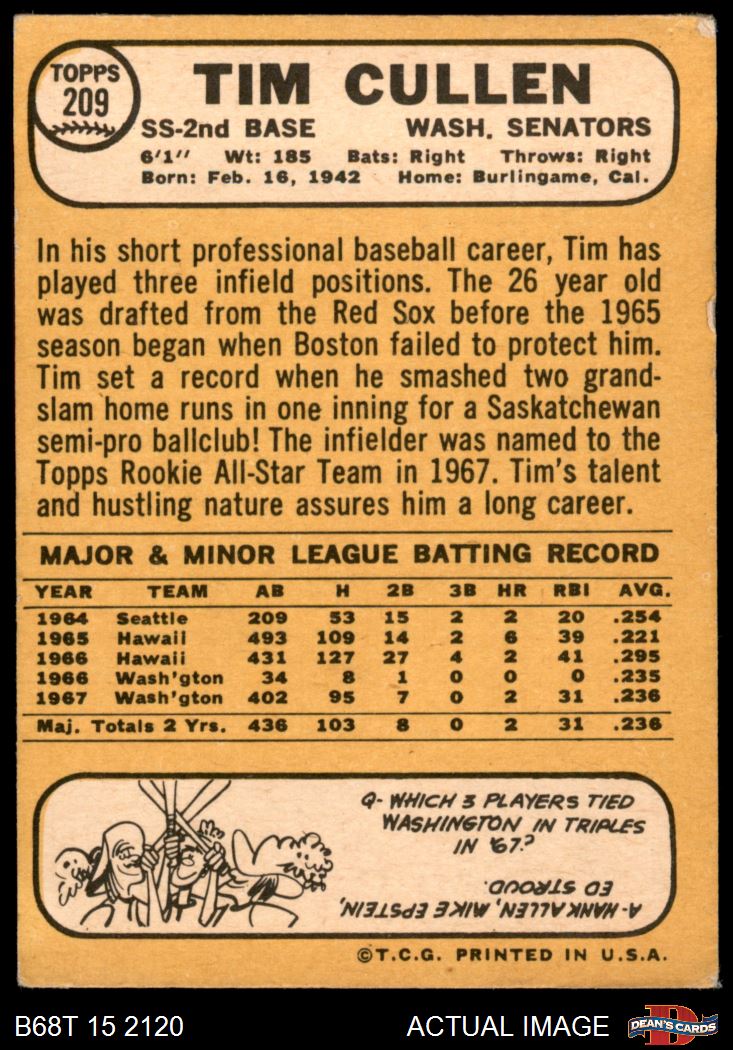 TOPPS
209
TIM CULLEN
SS-2nd BASE WASH. SENATORS
6'1" Wt: 185 Bats: Right Throws: Right
Born: Feb. 16, 1942 Home: Burlingame, Cal.
In his short professional baseball career, Tim has
played three infield positions. The 26 year old
was drafted from the Red Sox before the 1965
season began when Boston failed to protect him.
Tim set a record when he smashed two grand-
slam home runs in one inning for a Saskatchewan
semi-pro ballclub! The infielder was named to the
Topps Rookie All-Star Team in 1967. Tim's talent
and hustling nature assures him a long career.
MAJOR & MINOR LEAGUE BATTING RECORD
YEAR TEAM AB H 2B 3B HR RBI AVG.
1964 Seattle 209 53 15 2 2 20 .254
1965 Hawaii 493 109 14 2 6 39 .221
1966 Hawaii 431 127 27 4 2 41 .295
1966 Wash'gton 34 8 1 0 0 0 .235
1967 Wash'gton 402 95 7 0 2 31 .236
Maj. Totals 2 Yrs. 436 103 8 0 2 31 .236
Q- WHICH 3 PLAYERS TIED
WASHINGTON IN TRIPLES
IN '67?
A- HANK ALLEN, MIKE EPSTEIN,
ED STROUD.
©T.C.G. PRINTED IN U.S.A.
B68T 15 2120 ACTUAL IMAGE
D
DEAN'S CARDS